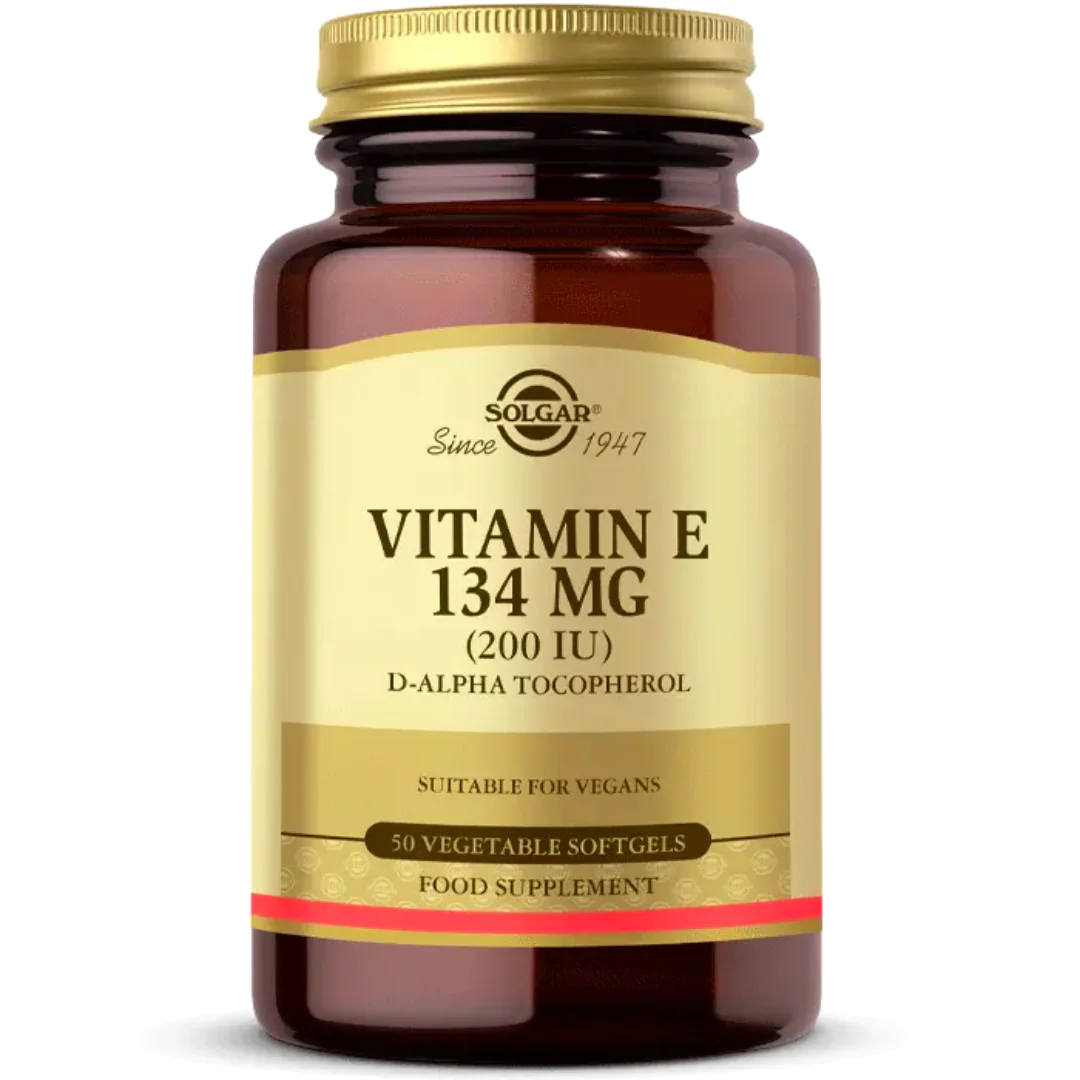 SOLGAR®
Since 1947
VITAMIN E
134 MG
(200 IU)
D-ALPHA TOCOPHEROL
SUITABLE FOR VEGANS
50 VEGETABLE SOFTGELS
FOOD SUPPLEMENT